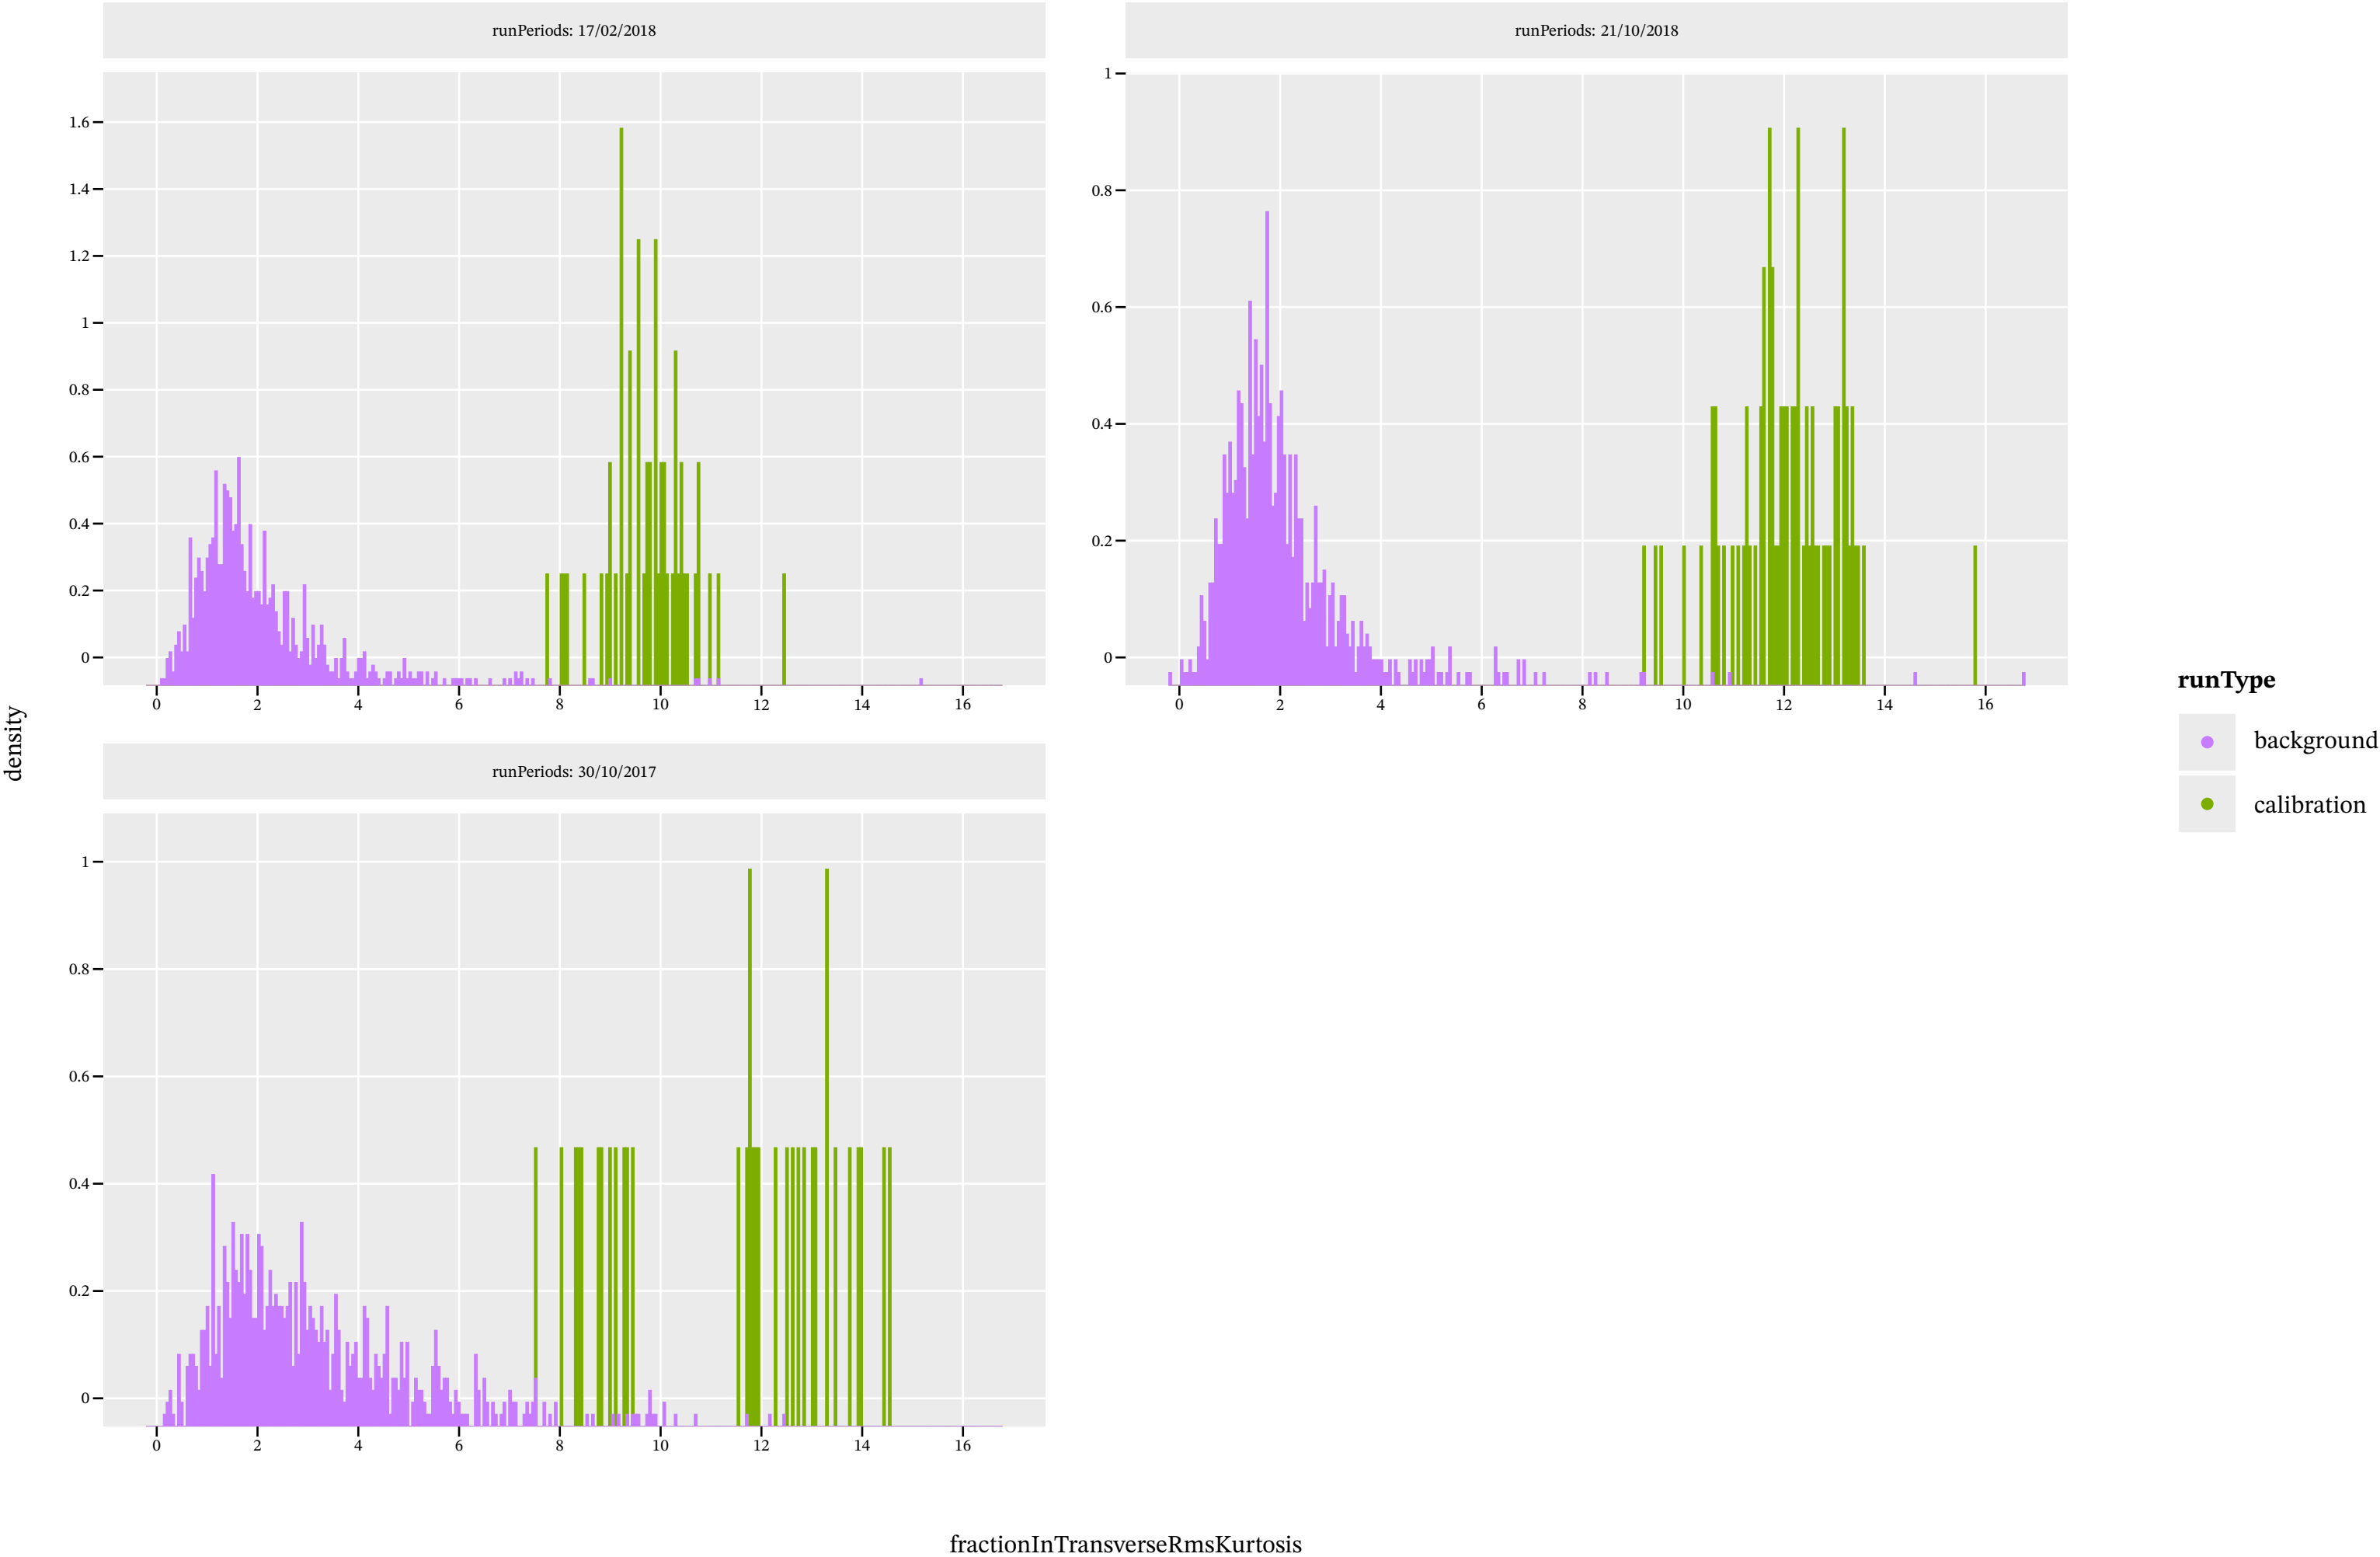 runPeriods: 17/02/2018
1.6
1.4
1.2
1
0.8
0.6
0.4
0.2
0
0 2 4 6 8 10 12 14 16
runPeriods: 21/10/2018
1
0.8
0.6
0.4
0.2
0
0 2 4 6 8 10 12 14 16
runPeriods: 30/10/2017
1
0.8
0.6
0.4
0.2
0
0 2 4 6 8 10 12 14 16
density
fractionInTransverseRmsKurtosis
runType
background
calibration